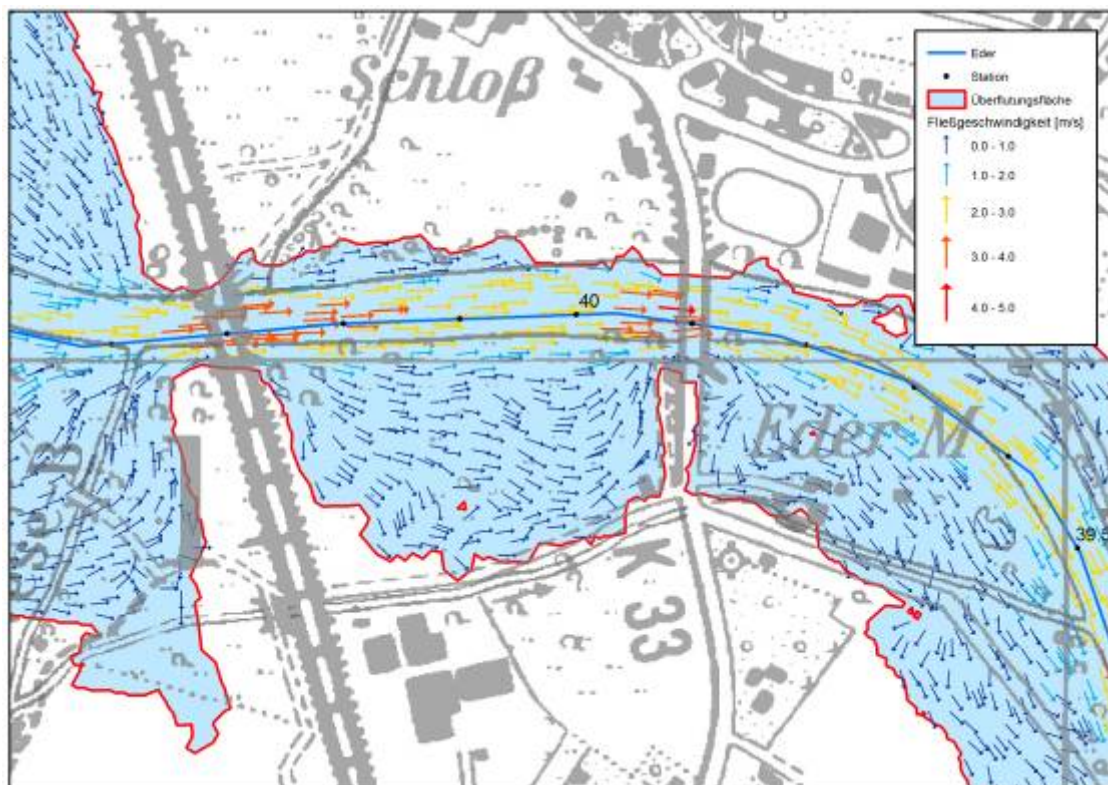 Schloß
Eder
Station
Überflutungsfläche
Fließgeschwindigkeit [m/s]
0.0 - 1.0
1.0 - 2.0
2.0 - 3.0
3.0 - 4.0
4.0 - 5.0
40
Eder M
K 33